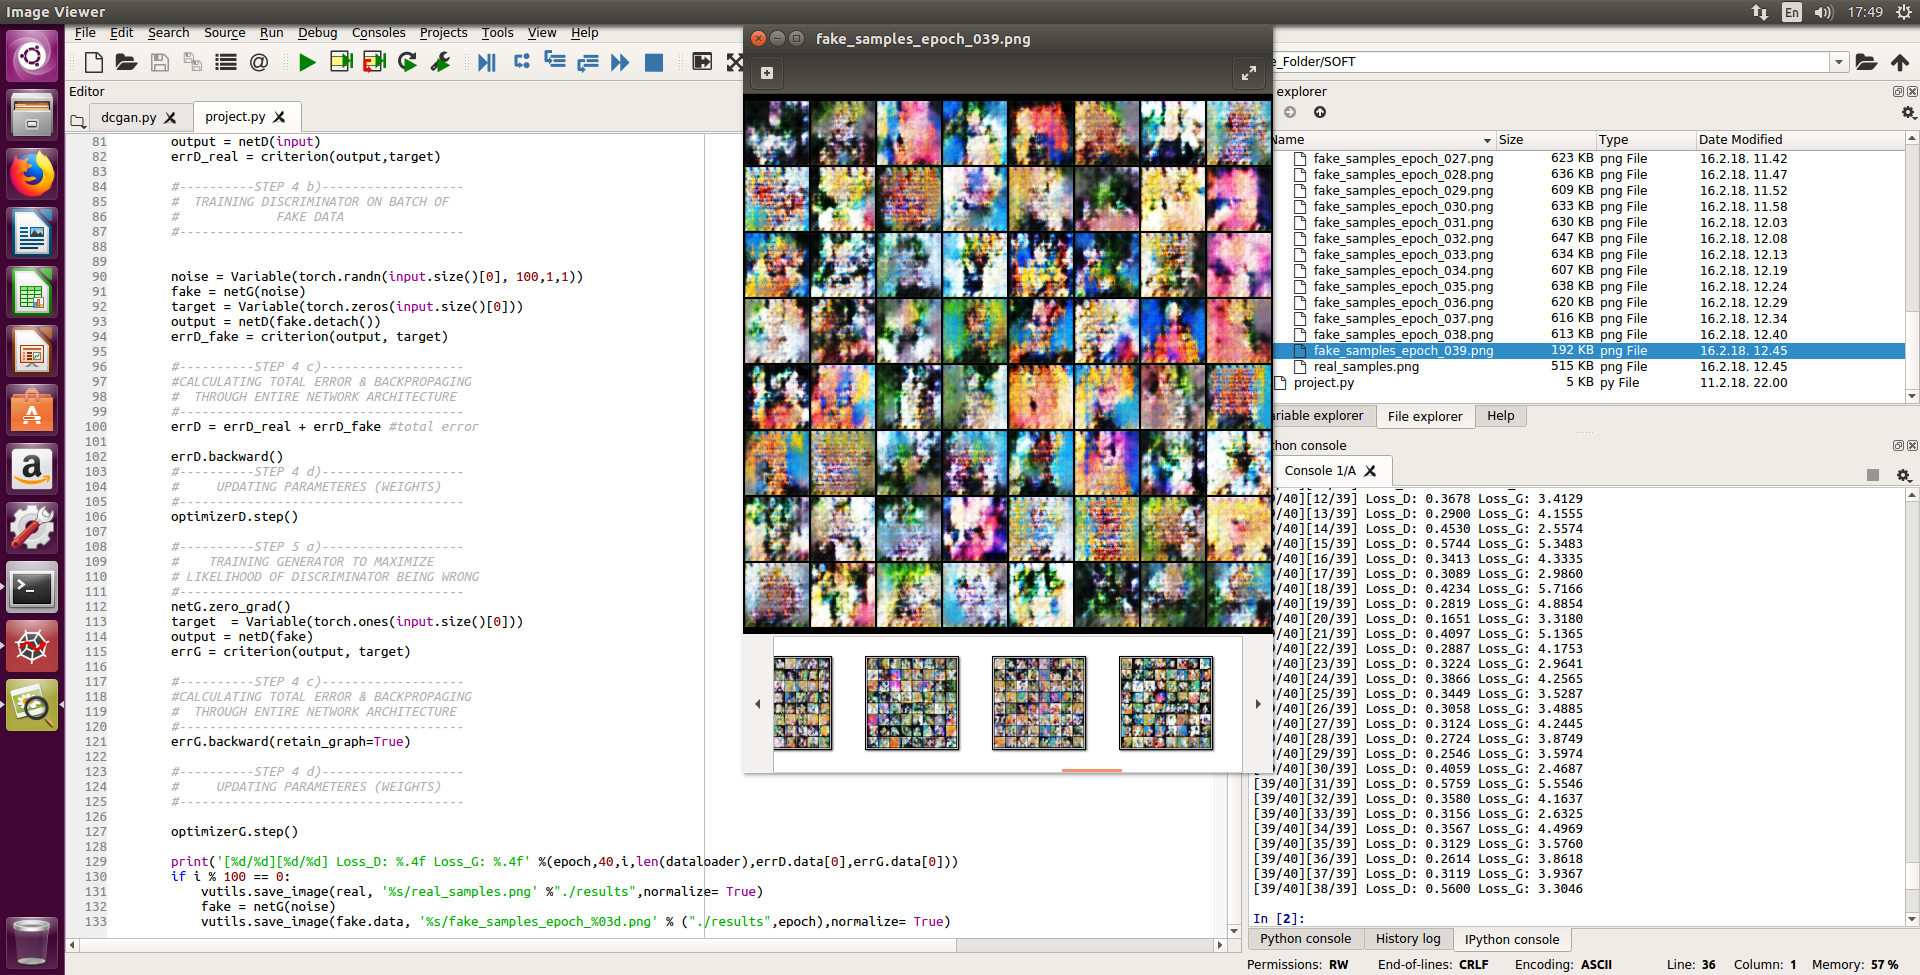 Image Viewer
En
17:49
File Edit Search Source Run Debug Consoles Projects Tools View Help
fake_samples_epoch_039.png
e_Folder/SOFT
Editor
explorer
dcgan.py
project.py
Name Size Type Date Modified
fake_samples_epoch_027.png 623 KB png File 16.2.18. 11.42
fake_samples_epoch_028.png 636 KB png File 16.2.18. 11.47
fake_samples_epoch_029.png 609 KB png File 16.2.18. 11.52
fake_samples_epoch_030.png 633 KB png File 16.2.18. 11.58
fake_samples_epoch_031.png 630 KB png File 16.2.18. 12.03
fake_samples_epoch_032.png 647 KB png File 16.2.18. 12.08
fake_samples_epoch_033.png 634 KB png File 16.2.18. 12.13
fake_samples_epoch_034.png 607 KB png File 16.2.18. 12.19
fake_samples_epoch_035.png 638 KB png File 16.2.18. 12.24
fake_samples_epoch_036.png 620 KB png File 16.2.18. 12.29
fake_samples_epoch_037.png 616 KB png File 16.2.18. 12.34
fake_samples_epoch_038.png 613 KB png File 16.2.18. 12.40
fake_samples_epoch_039.png 192 KB png File 16.2.18. 12.45
real_samples.png 515 KB png File 16.2.18. 12.45
project.py 5 KB py File 11.2.18. 22.00
81 output = netD(input)
82 errD_real = criterion(output,target)
83
84 #----------STEP 4 b)-------------------
85 #  TRAINING DISCRIMINATOR ON BATCH OF
86 #             FAKE DATA
87 #--------------------------------------
88
89
90 noise = Variable(torch.randn(input.size()[0], 100,1,1))
91 fake = netG(noise)
92 target = Variable(torch.zeros(input.size()[0]))
93 output = netD(fake.detach())
94 errD_fake = criterion(output, target)
95
96 #----------STEP 4 c)-------------------
97 #CALCULATING TOTAL ERROR & BACKPROPAGING
98 #  THROUGH ENTIRE NETWORK ARCHITECTURE
99 #--------------------------------------
100 errD = errD_real + errD_fake #total error
101
102 errD.backward()
103 #----------STEP 4 d)-------------------
104 #     UPDATING PARAMETERES (WEIGHTS)
105 #--------------------------------------
106 optimizerD.step()
107
108 #----------STEP 5 a)-------------------
109 #    TRAINING GENERATOR TO MAXIMIZE
110 # LIKELIHOOD OF DISCRIMINATOR BEING WRONG
111 #--------------------------------------
112 netG.zero_grad()
113 target  = Variable(torch.ones(input.size()[0]))
114 output = netD(fake)
115 errG = criterion(output, target)
116
117 #----------STEP 4 c)-------------------
118 #CALCULATING TOTAL ERROR & BACKPROPAGING
119 #  THROUGH ENTIRE NETWORK ARCHITECTURE
120 #--------------------------------------
121 errG.backward(retain_graph=True)
122
123 #----------STEP 4 d)-------------------
124 #     UPDATING PARAMETERES (WEIGHTS)
125 #--------------------------------------
126
127 optimizerG.step()
128
129 print('[%d/%d][%d/%d] Loss_D: %.4f Loss_G: %.4f' %(epoch,40,i,len(dataloader),errD.data[0],errG.data[0]))
130 if i % 100 == 0:
131 vutils.save_image(real, '%s/real_samples.png' %"./results",normalize= True)
132 fake = netG(noise)
133 vutils.save_image(fake.data, '%s/fake_samples_epoch_%03d.png' % ("./results",epoch),normalize= True)
ariable explorer File explorer Help
thon console
Console 1/A
9/40][12/39] Loss_D: 0.3678 Loss_G: 3.4129
9/40][13/39] Loss_D: 0.2900 Loss_G: 4.1555
9/40][14/39] Loss_D: 0.4530 Loss_G: 2.5574
9/40][15/39] Loss_D: 0.5744 Loss_G: 5.3483
9/40][16/39] Loss_D: 0.3413 Loss_G: 4.3335
9/40][17/39] Loss_D: 0.3089 Loss_G: 2.9860
9/40][18/39] Loss_D: 0.4234 Loss_G: 5.7166
9/40][19/39] Loss_D: 0.2819 Loss_G: 4.8854
9/40][20/39] Loss_D: 0.1651 Loss_G: 3.3180
9/40][21/39] Loss_D: 0.4097 Loss_G: 5.1365
9/40][22/39] Loss_D: 0.2887 Loss_G: 4.1753
9/40][23/39] Loss_D: 0.3224 Loss_G: 2.9641
9/40][24/39] Loss_D: 0.3866 Loss_G: 4.2565
9/40][25/39] Loss_D: 0.3449 Loss_G: 3.5287
9/40][26/39] Loss_D: 0.3058 Loss_G: 3.4885
9/40][27/39] Loss_D: 0.3124 Loss_G: 4.2445
9/40][28/39] Loss_D: 0.2724 Loss_G: 3.8749
9/40][29/39] Loss_D: 0.2546 Loss_G: 3.5974
9/40][30/39] Loss_D: 0.4059 Loss_G: 2.4687
[39/40][31/39] Loss_D: 0.5759 Loss_G: 5.5546
[39/40][32/39] Loss_D: 0.3580 Loss_G: 4.1637
[39/40][33/39] Loss_D: 0.3156 Loss_G: 2.6325
[39/40][34/39] Loss_D: 0.3567 Loss_G: 4.4969
[39/40][35/39] Loss_D: 0.3129 Loss_G: 3.5760
[39/40][36/39] Loss_D: 0.2614 Loss_G: 3.8618
[39/40][37/39] Loss_D: 0.3119 Loss_G: 3.9367
[39/40][38/39] Loss_D: 0.5600 Loss_G: 3.3046
In [2]:
Python console History log IPython console
Permissions: RW End-of-lines: CRLF Encoding: ASCII Line: 36 Column: 1 Memory: 57 %